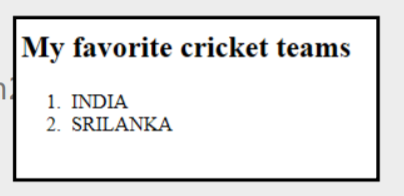 My favorite cricket teams
1. INDIA
2. SRILANKA